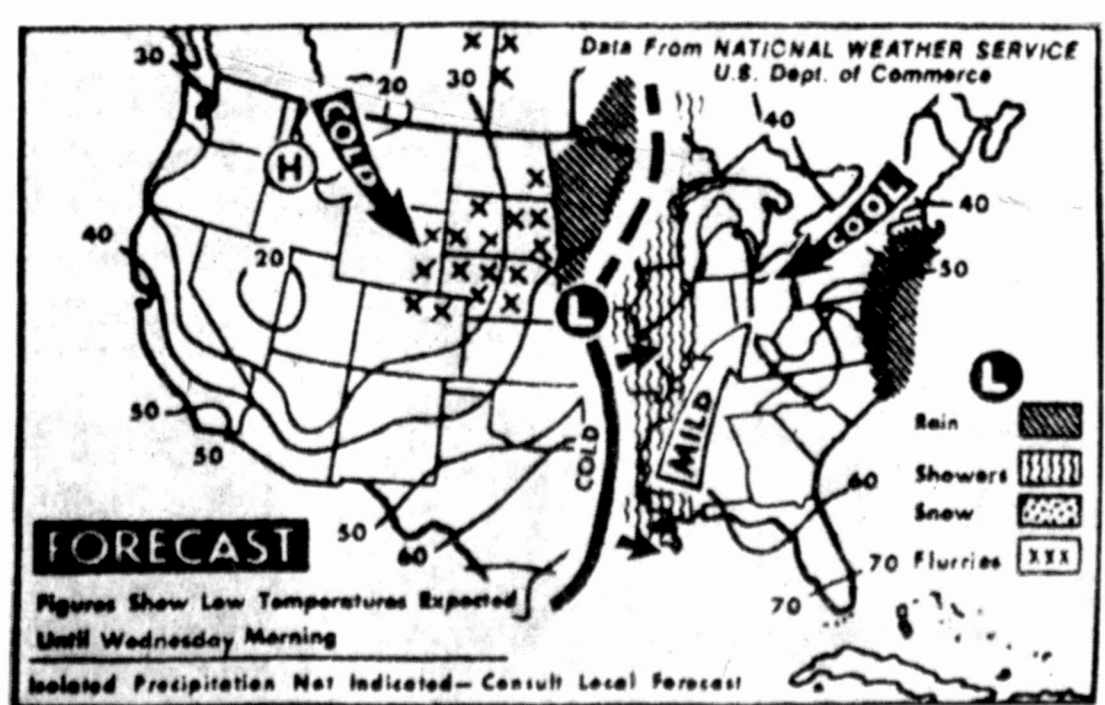 Data From NATIONAL WEATHER SERVICE
U.S. Dept. of Commerce
30
20
30
40
COLD
H
COOL
40
40
20
50
L
L
50
50
COLD
MILD
Rain
Showers
Snow
Flurries
XXX
60
70
70
50
60
FORECAST
Figures Show Low Temperatures Expected
Until Wednesday Morning
Isolated Precipitation Not Indicated— Consult Local Forecast